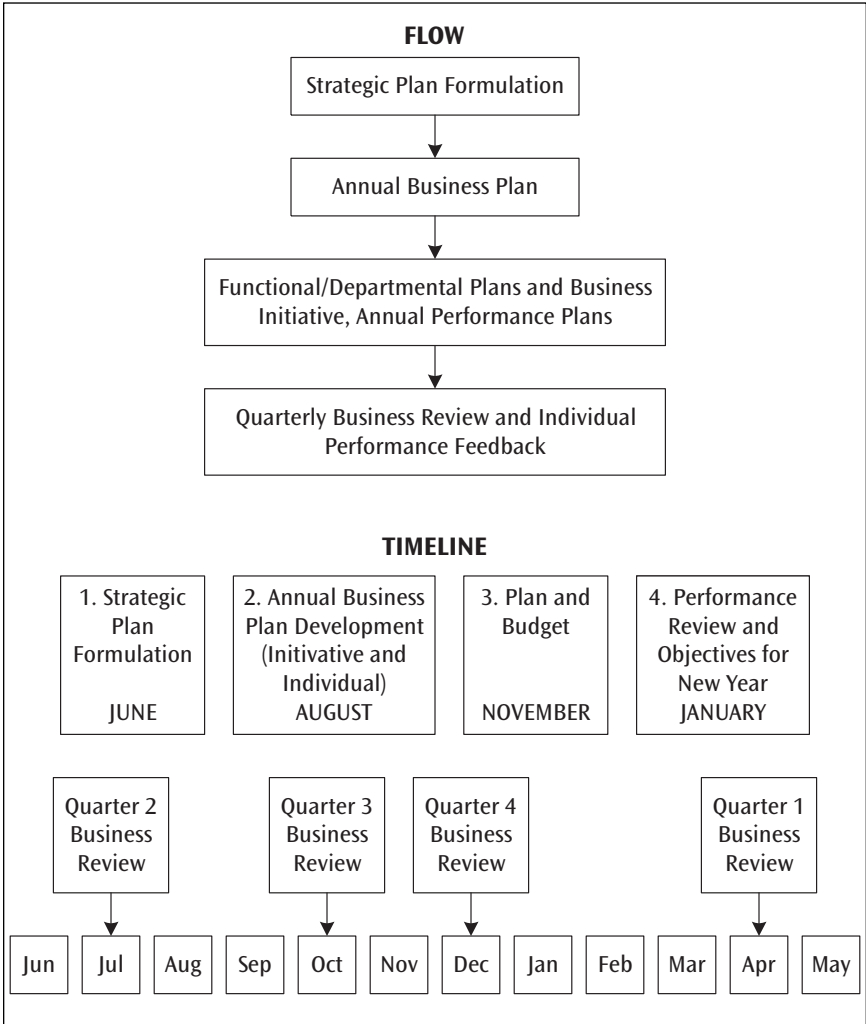 FLOW
Strategic Plan Formulation
Annual Business Plan
Functional/Departmental Plans and Business
Initiative, Annual Performance Plans
Quarterly Business Review and Individual
Performance Feedback
TIMELINE
1. Strategic
Plan
Formulation
JUNE
2. Annual Business
Plan Development
(Initivative and
Individual)
AUGUST
3. Plan and
Budget
NOVEMBER
4. Performance
Review and
Objectives for
New Year
JANUARY
Quarter 2
Business
Review
Quarter 3
Business
Review
Quarter 4
Business
Review
Quarter 1
Business
Review
Jun Jul Aug Sep Oct Nov Dec Jan Feb Mar Apr May